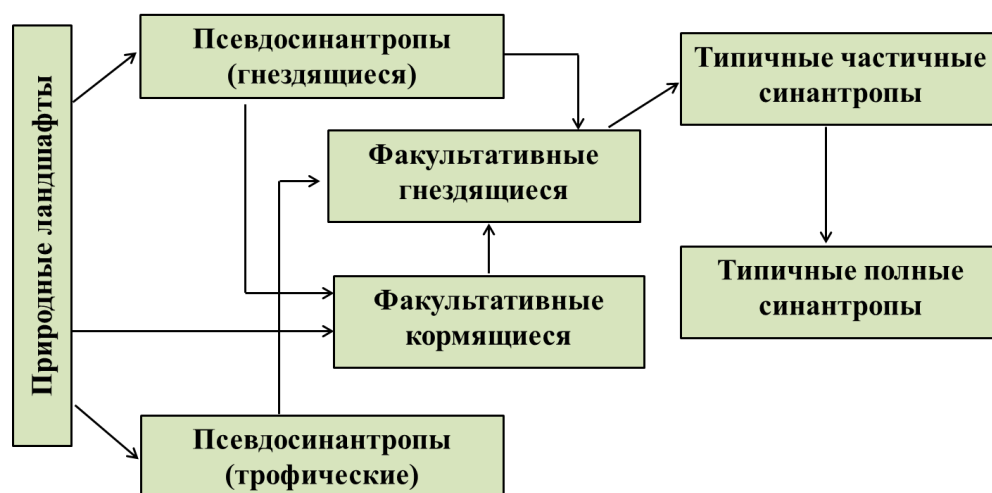 Природные ландшафты
Псевдосинантропы
(гнездящиеся)
Типичные частичные
синантропы
Факультативные
гнездящиеся
Типичные полные
синантропы
Факультативные
кормящиеся
Псевдосинантропы
(трофические)